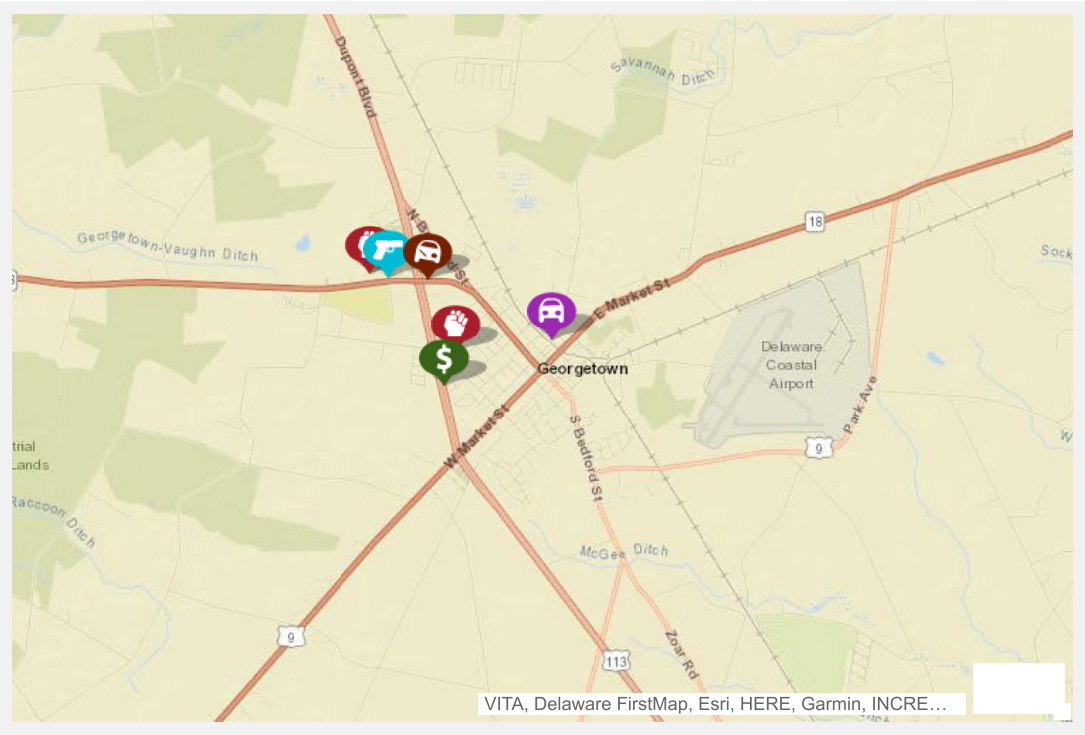 Dupont Blvd
Savannah Ditch
18
Georgetown-Vaughn Ditch
Sock
E Market St
$
Georgetown
Delaware
Coastal
Airport
Park Ave
W Market St
S Bedford St
9
trial
Lands
Raccoon Ditch
McGee Ditch
9
Zoar Rd
113
VITA, Delaware FirstMap, Esri, HERE, Garmin, INCRE…